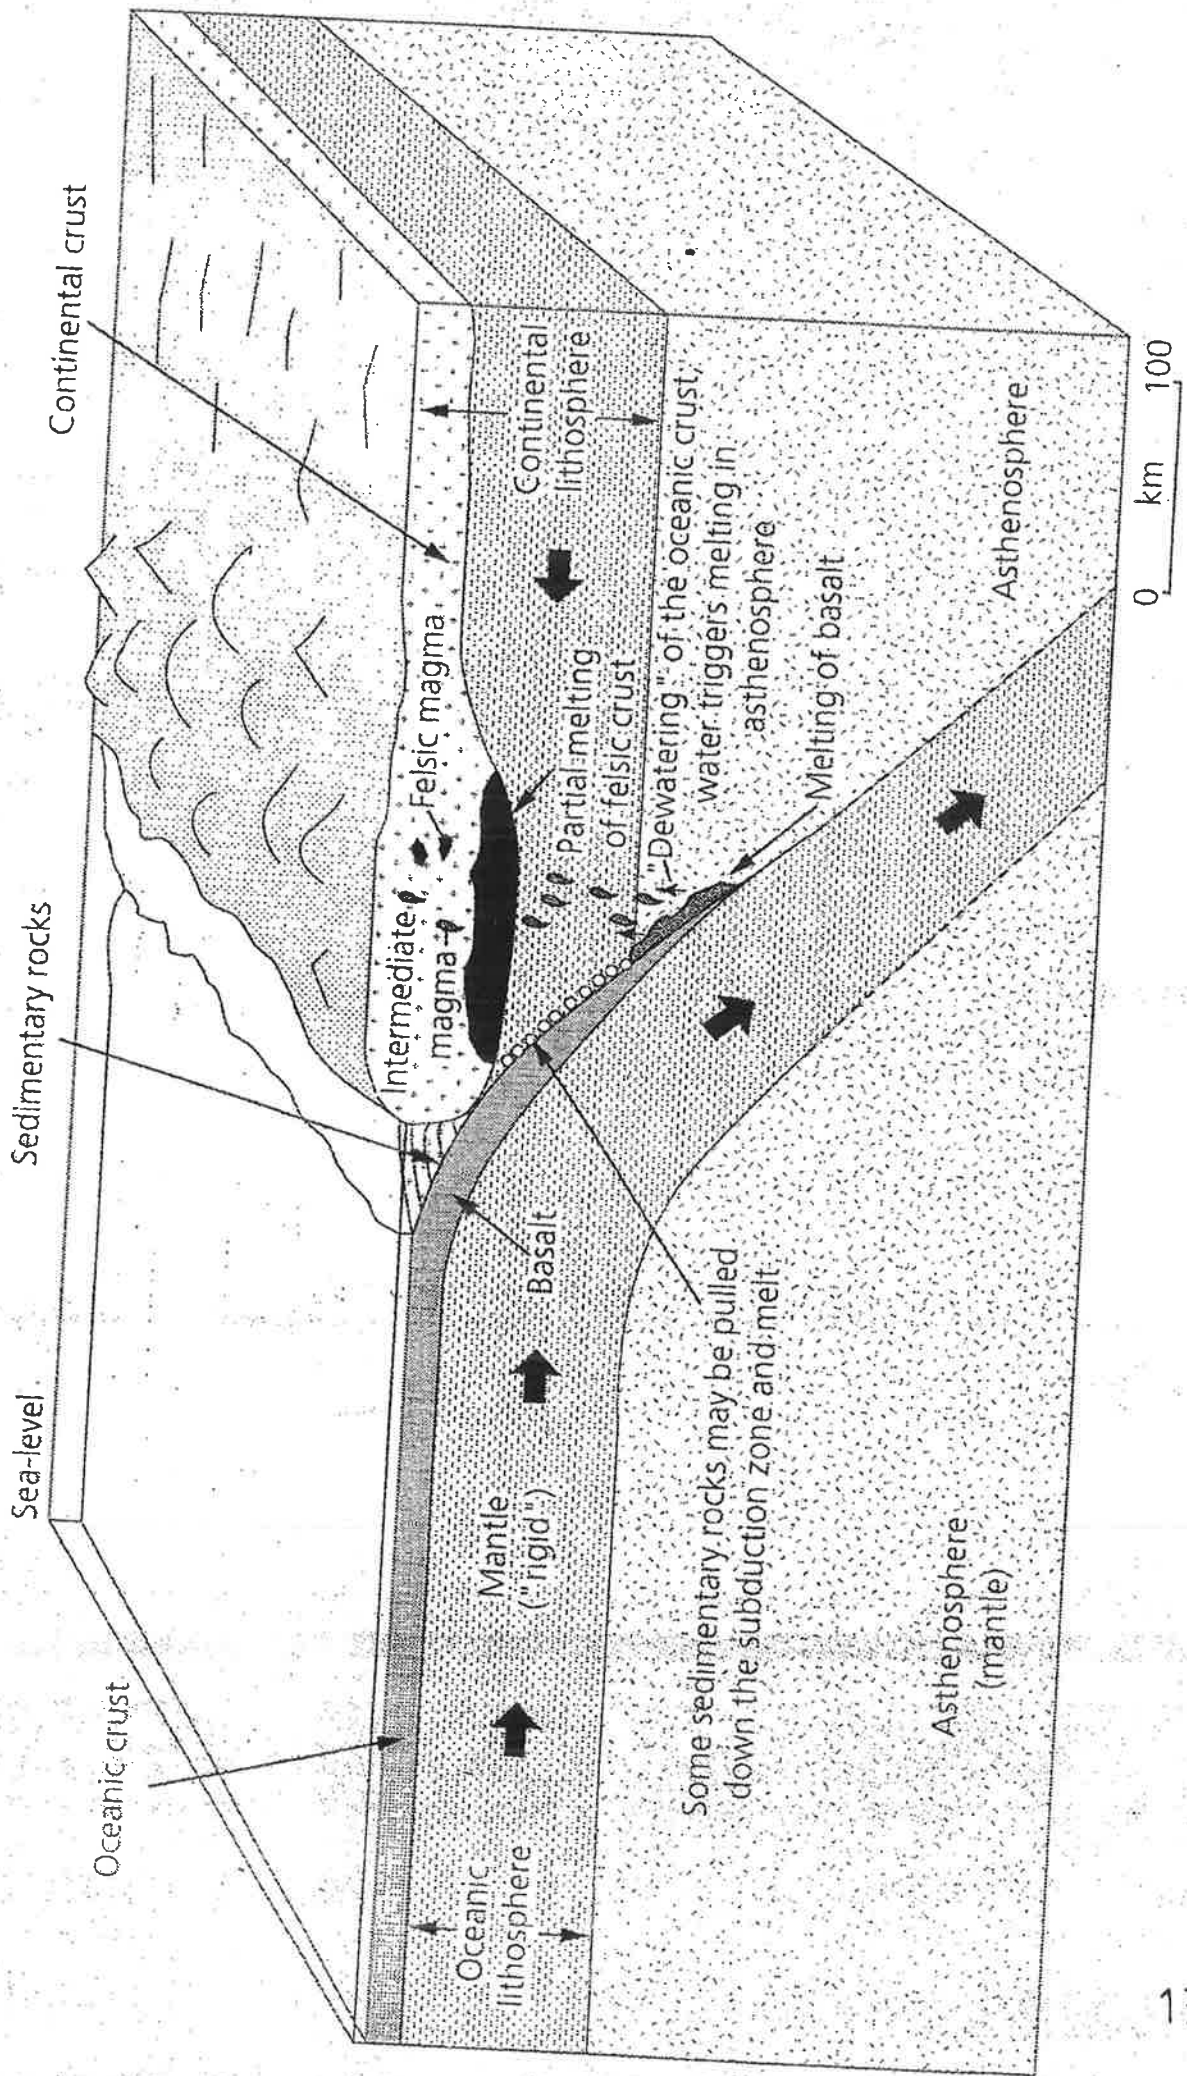 Sea-level
Sedimentary rocks
Continental crust
Oceanic crust
Intermediate
magma
Felsic magma
Oceanic
lithosphere
Mantle
("rigid")
Basalt
Partial melting
of felsic crust
Continental
lithosphere
"Dewatering" of the oceanic crust,
water triggers melting in
asthenosphere
Melting of basalt
Some sedimentary rocks may be pulled
down the subduction zone and melt
Asthenosphere
(mantle)
Asthenosphere
0 km 100